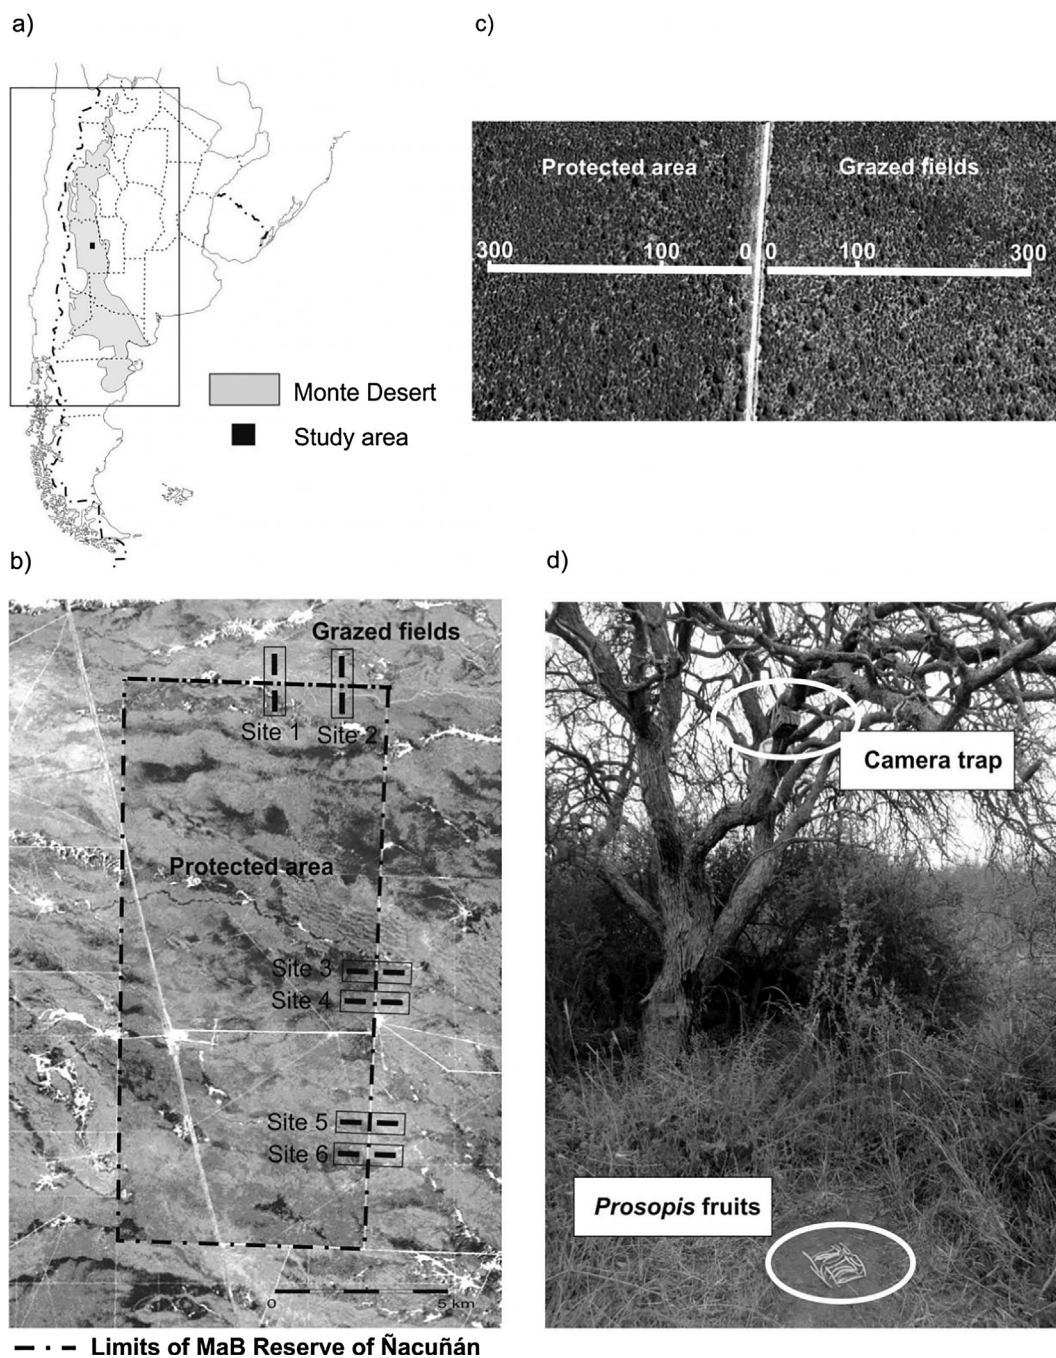 a)
Monte Desert
Study area
c)
Protected area
Grazed fields
300
100
0
0
100
300
b)
Grazed fields
Site 1
Site 2
Protected area
Site 3
Site 4
Site 5
Site 6
0
5 km
Limits of MaB Reserve of Ñacuñán
d)
Camera trap
Prosopis fruits